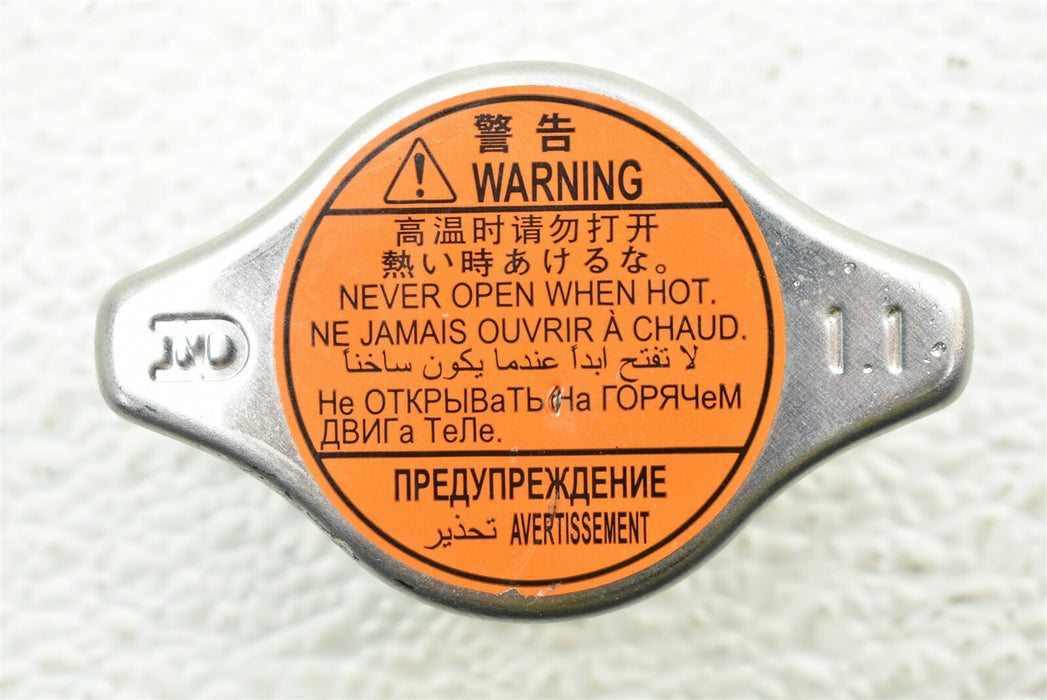 警告
WARNING
高温时请勿打开
熱い時あけるな。
NEVER OPEN WHEN HOT.
NE JAMAIS OUVRIR À CHAUD.
لا تفتح ابداً عندما يكون ساخناً
Не ОТКРЫВаТЬ На ГОРЯЧеМ
ДВИГа ТеЛе.
ПРЕДУПРЕЖДЕНИЕ
تحذير AVERTISSEMENT
1.1